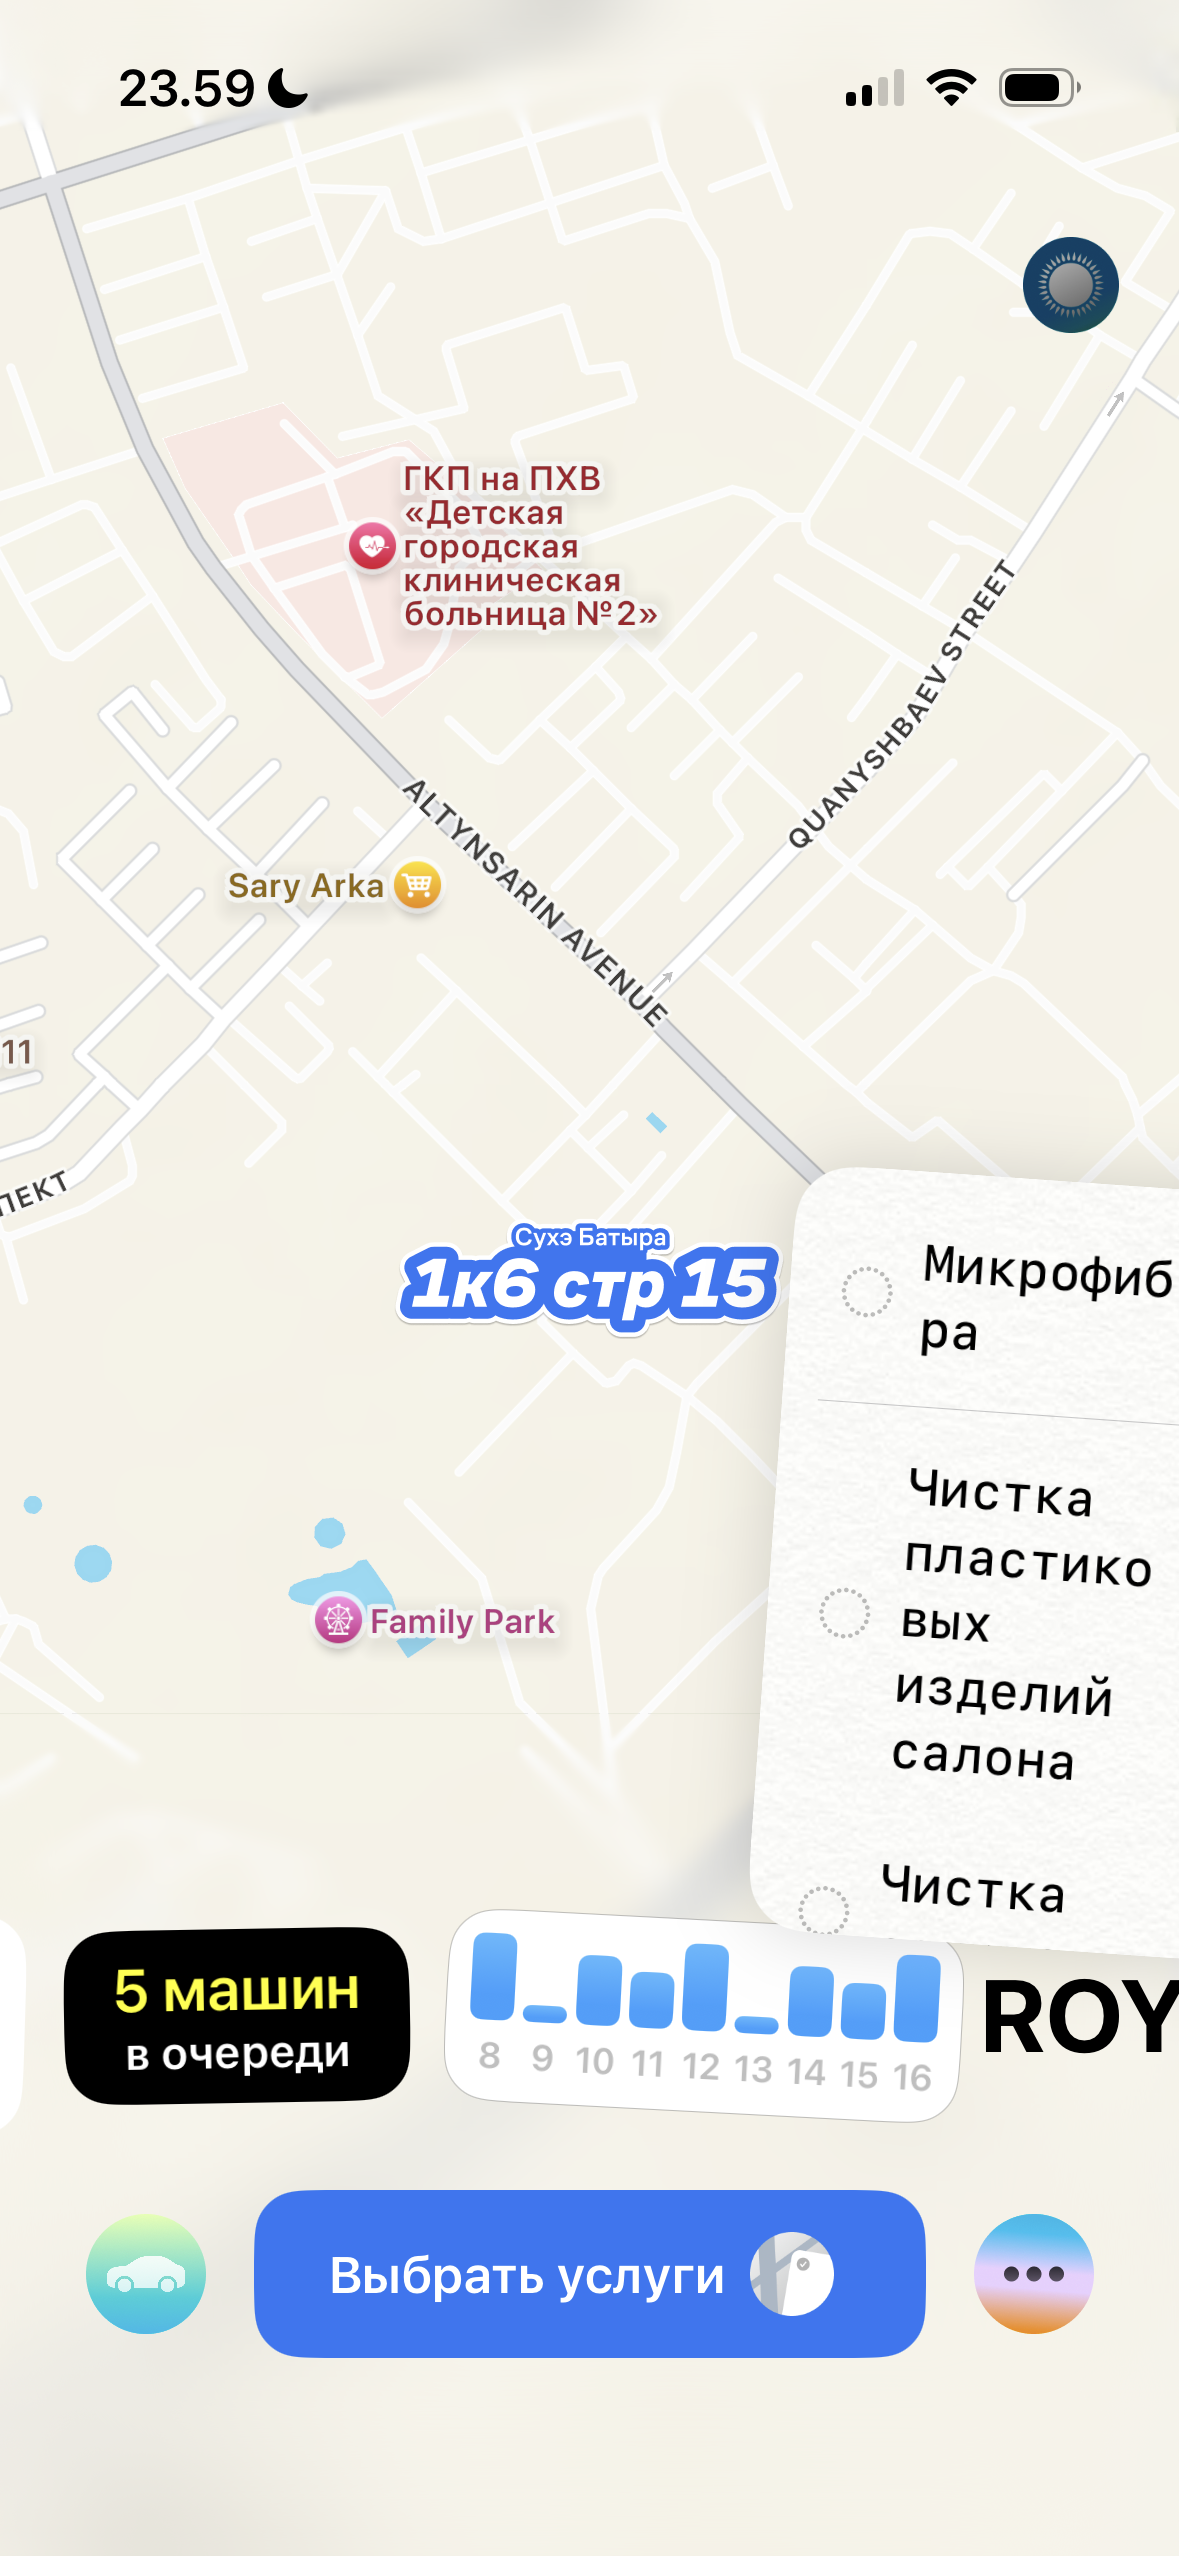 23.59
ГКП на ПХВ
«Детская
городская
клиническая
больница №2»
QUANYSHBAEV STREET
ALTYNSARIN AVENUE
Sary Arka
11
ПЕКТ
Сухэ Батыра
1к6 стр 15
Микрофиб
ра
Чистка
пластико
вых
изделий
салона
Чистка
Family Park
5 машин
в очереди
8 9 10 11 12 13 14 15 16
ROY
Выбрать услуги